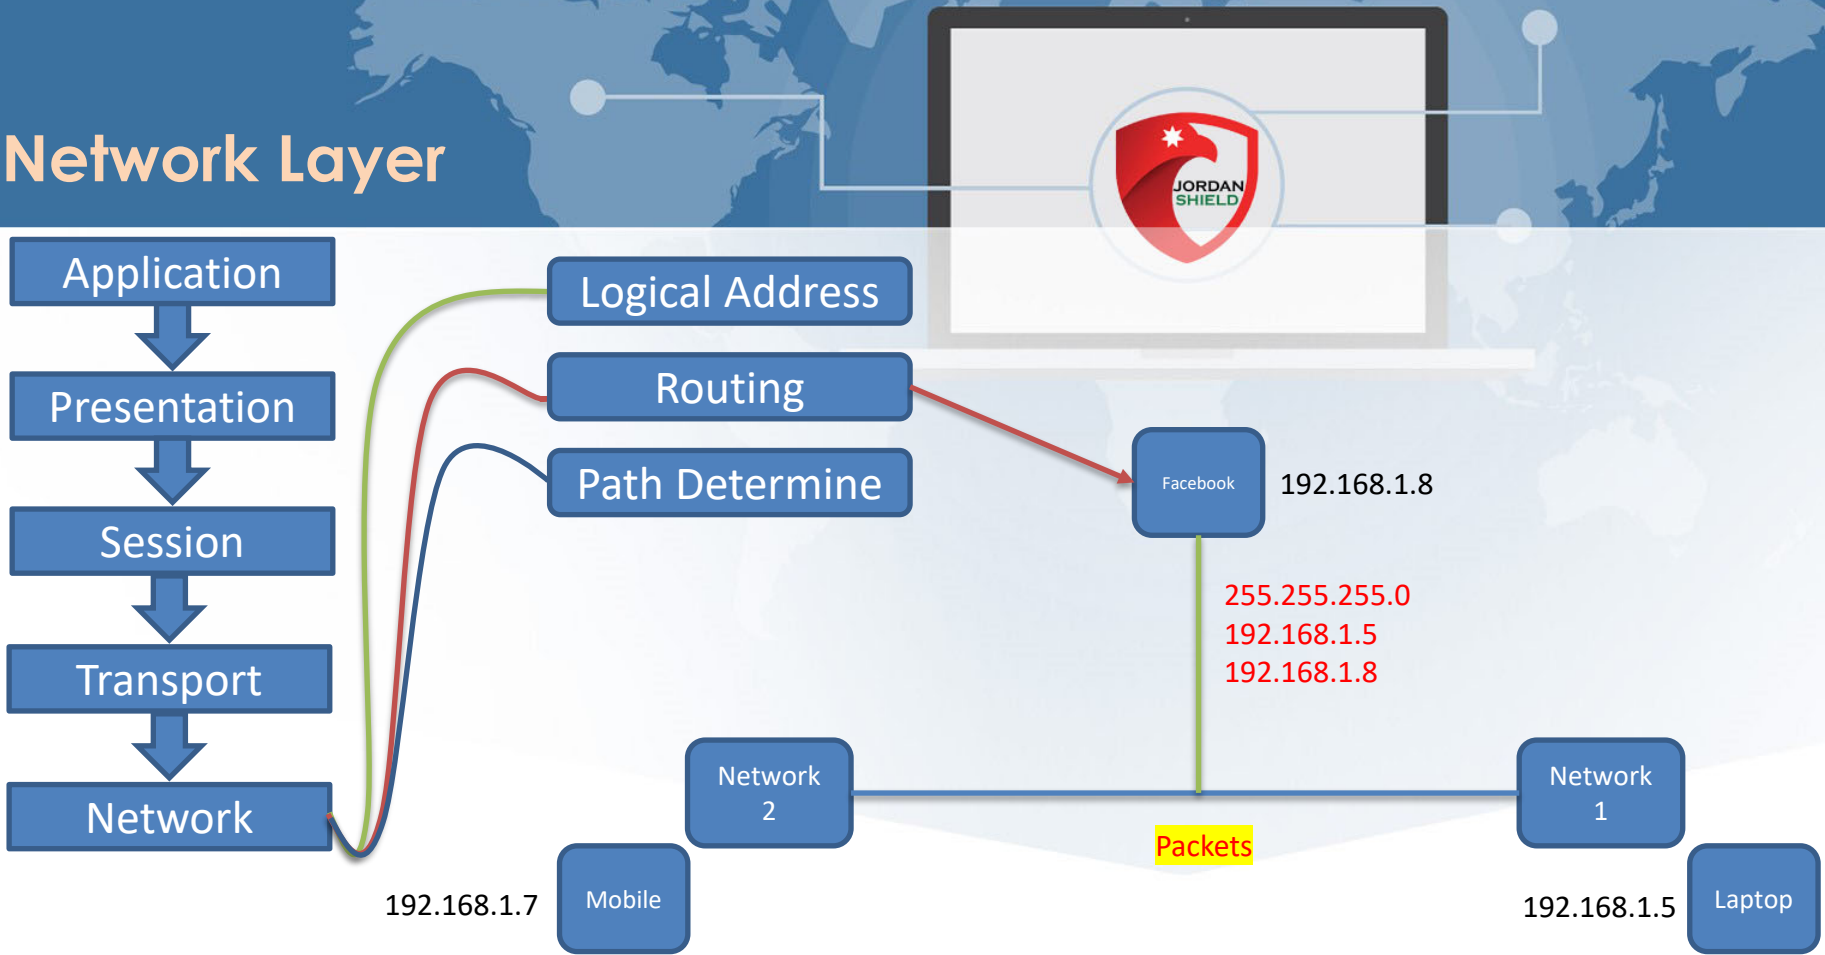 Network Layer
JORDAN
SHIELD
Application
Presentation
Session
Transport
Network
Logical Address
Routing
Path Determine
Facebook
192.168.1.8
255.255.255.0
192.168.1.5
192.168.1.8
Network
2
Network
1
Packets
192.168.1.7
Mobile
192.168.1.5
Laptop